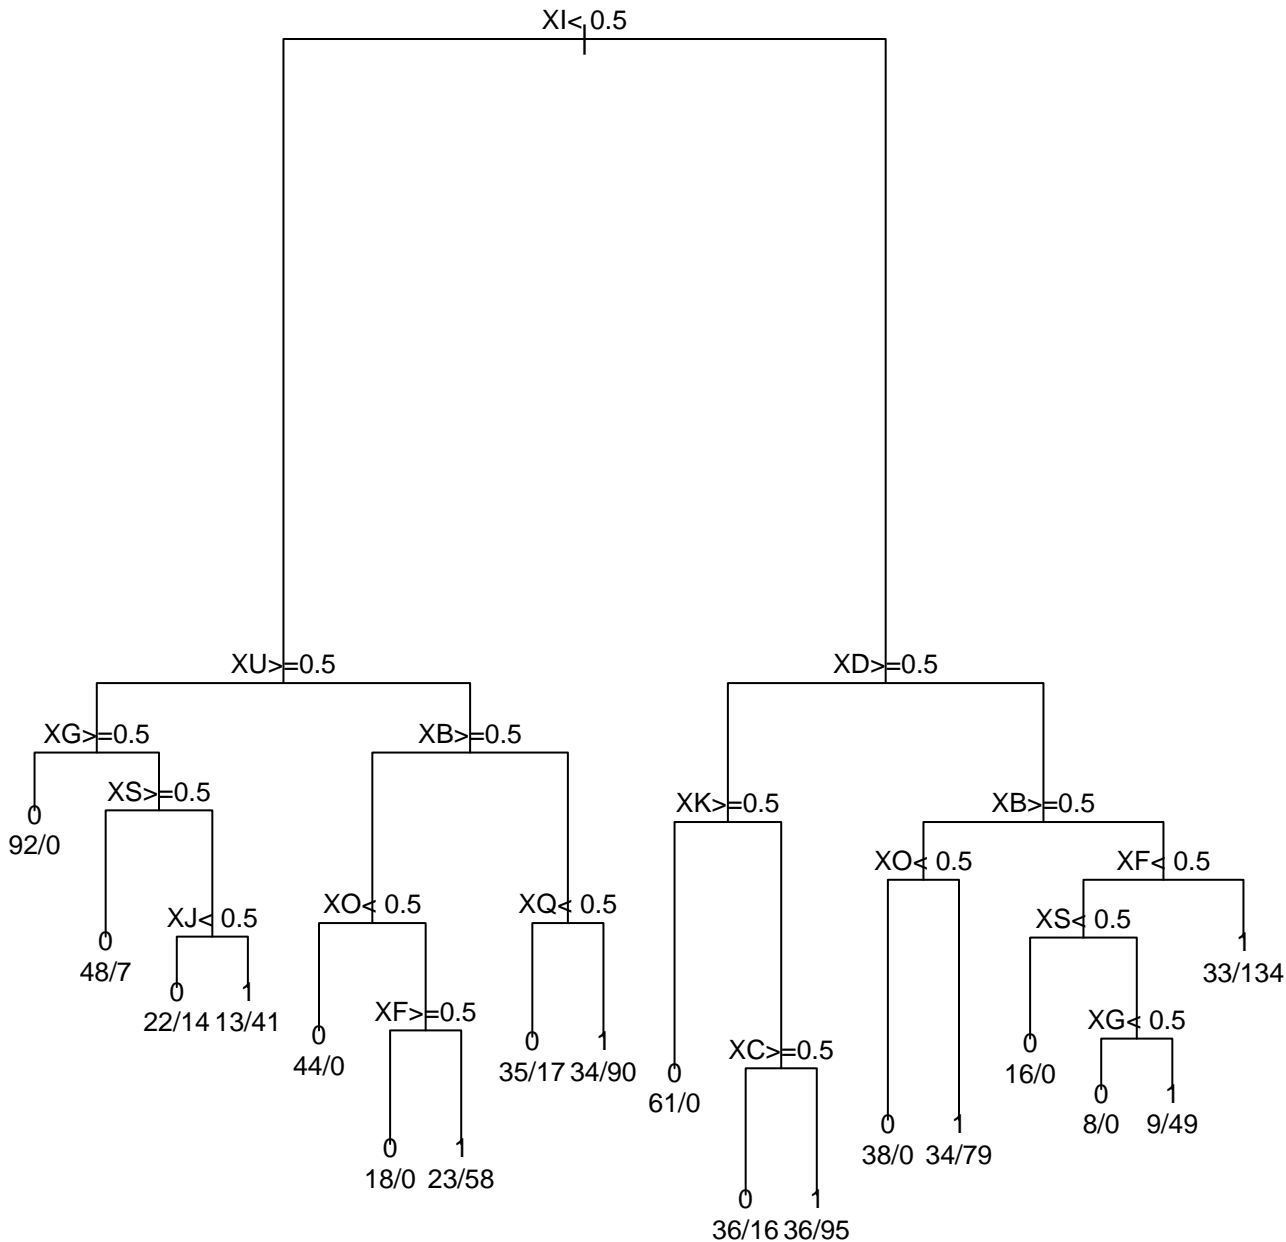 XI< 0.5
XU>=0.5
XD>=0.5
XG>=0.5
XB>=0.5
XS>=0.5
XK>=0.5
XB>=0.5
0
92/0
XO< 0.5
XF< 0.5
XJ< 0.5
XO< 0.5
XQ< 0.5
XS< 0.5
0
48/7
1
33/134
0
22/14
1
13/41
XF>=0.5
XG< 0.5
0
44/0
0
35/17
1
34/90
XC>=0.5
0
16/0
0
61/0
0
8/0
1
9/49
0
38/0
1
34/79
0
18/0
1
23/58
0
36/16
1
36/95